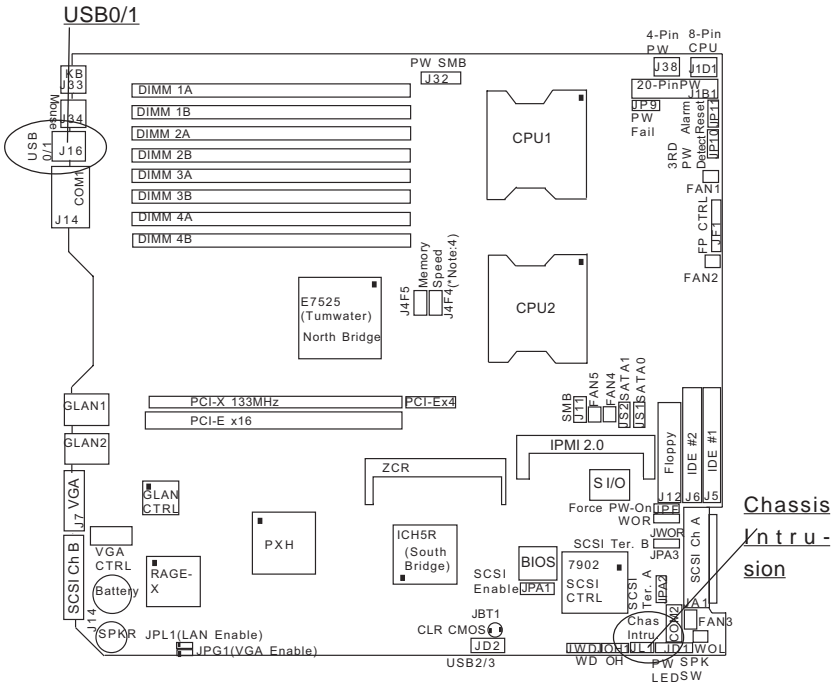 USB0/1
4-Pin
PW
8-Pin
CPU
PW SMB
J32
J38
J1D1
KB
J33
20-PinPW
J1B1
DIMM 1A
JP9
PW
Fail
Alarm
Reset
JP11
Mouse
J34
DIMM 1B
CPU1
3RD
PW
Detect
JP10
USB
0/1
J16
DIMM 2A
DIMM 2B
DIMM 3A
FAN1
COM1
J14
DIMM 3B
DIMM 4A
DIMM 4B
FP CTRL
JF1
FAN2
Memory
Speed
(*Note:4)
J4F5
J4F4
E7525
(Tumwater)
North Bridge
CPU2
GLAN1
PCI-X 133MHz
PCI-Ex4
PCI-E x16
SMB
J11
FAN5
FAN4
SATA1
JS2
SATA0
JS1
GLAN2
IPMI 2.0
Floppy
J12
IDE #2
J6
IDE #1
J5
ZCR
S I/O
VGA
J7
GLAN
CTRL
Force PW-On
JPF
WOR
JWOR
Chassis
Intru-
sion
PXH
ICH5R
(South
Bridge)
SCSI Ter. B
JPA3
SCSI Ch A
JA1
VGA
CTRL
SCSI Ch B
J14
RAGE-
X
BIOS
7902
SCSI
CTRL
SCSI
Enable
JPA1
SCSI
Ter. A
JPA2
Battery
SPKR
JBT1
CLR CMOS
Chas
Intru.
COM2
FAN3
JPL1(LAN Enable)
JPG1(VGA Enable)
JD2
USB2/3
JWD
WD
JOH1
OH
JL1
JD1
WOL
PW
LED
SPK
SW